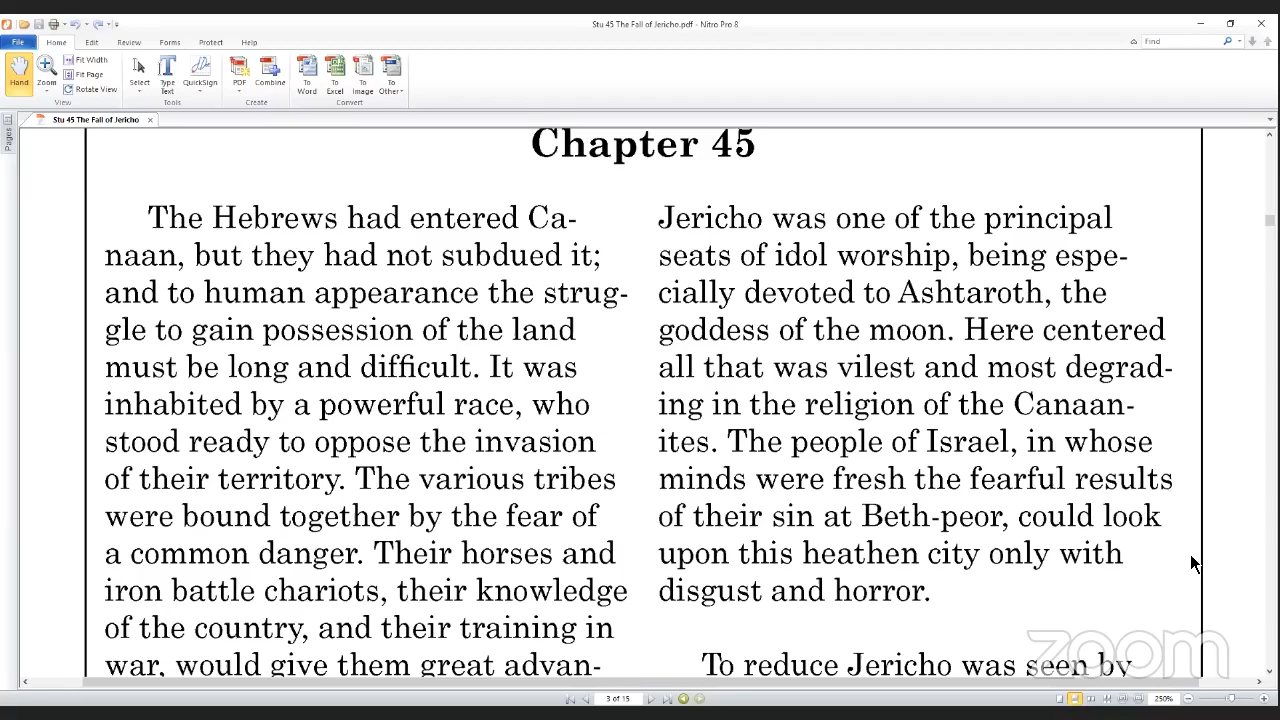 Stu 45 The Fall of Jericho.pdf - Nitro Pro 8
File Home Edit Review Forms Protect Help
Find
Hand
Zoom
Fit Width
Fit Page
Rotate View
View
Select
Type Text
QuickSign
Tools
PDF
Combine
Create
To Word
To Excel
To Image
To Other
Convert
Stu 45 The Fall of Jericho
Pages
Chapter 45
The Hebrews had entered Ca-
naan, but they had not subdued it;
and to human appearance the strug-
gle to gain possession of the land
must be long and difficult. It was
inhabited by a powerful race, who
stood ready to oppose the invasion
of their territory. The various tribes
were bound together by the fear of
a common danger. Their horses and
iron battle chariots, their knowledge
of the country, and their training in
war, would give them great advan-
Jericho was one of the principal
seats of idol worship, being espe-
cially devoted to Ashtaroth, the
goddess of the moon. Here centered
all that was vilest and most degrad-
ing in the religion of the Canaan-
ites. The people of Israel, in whose
minds were fresh the fearful results
of their sin at Beth-peor, could look
upon this heathen city only with
disgust and horror.
To reduce Jericho was seen by
zoom
3 of 15
250%